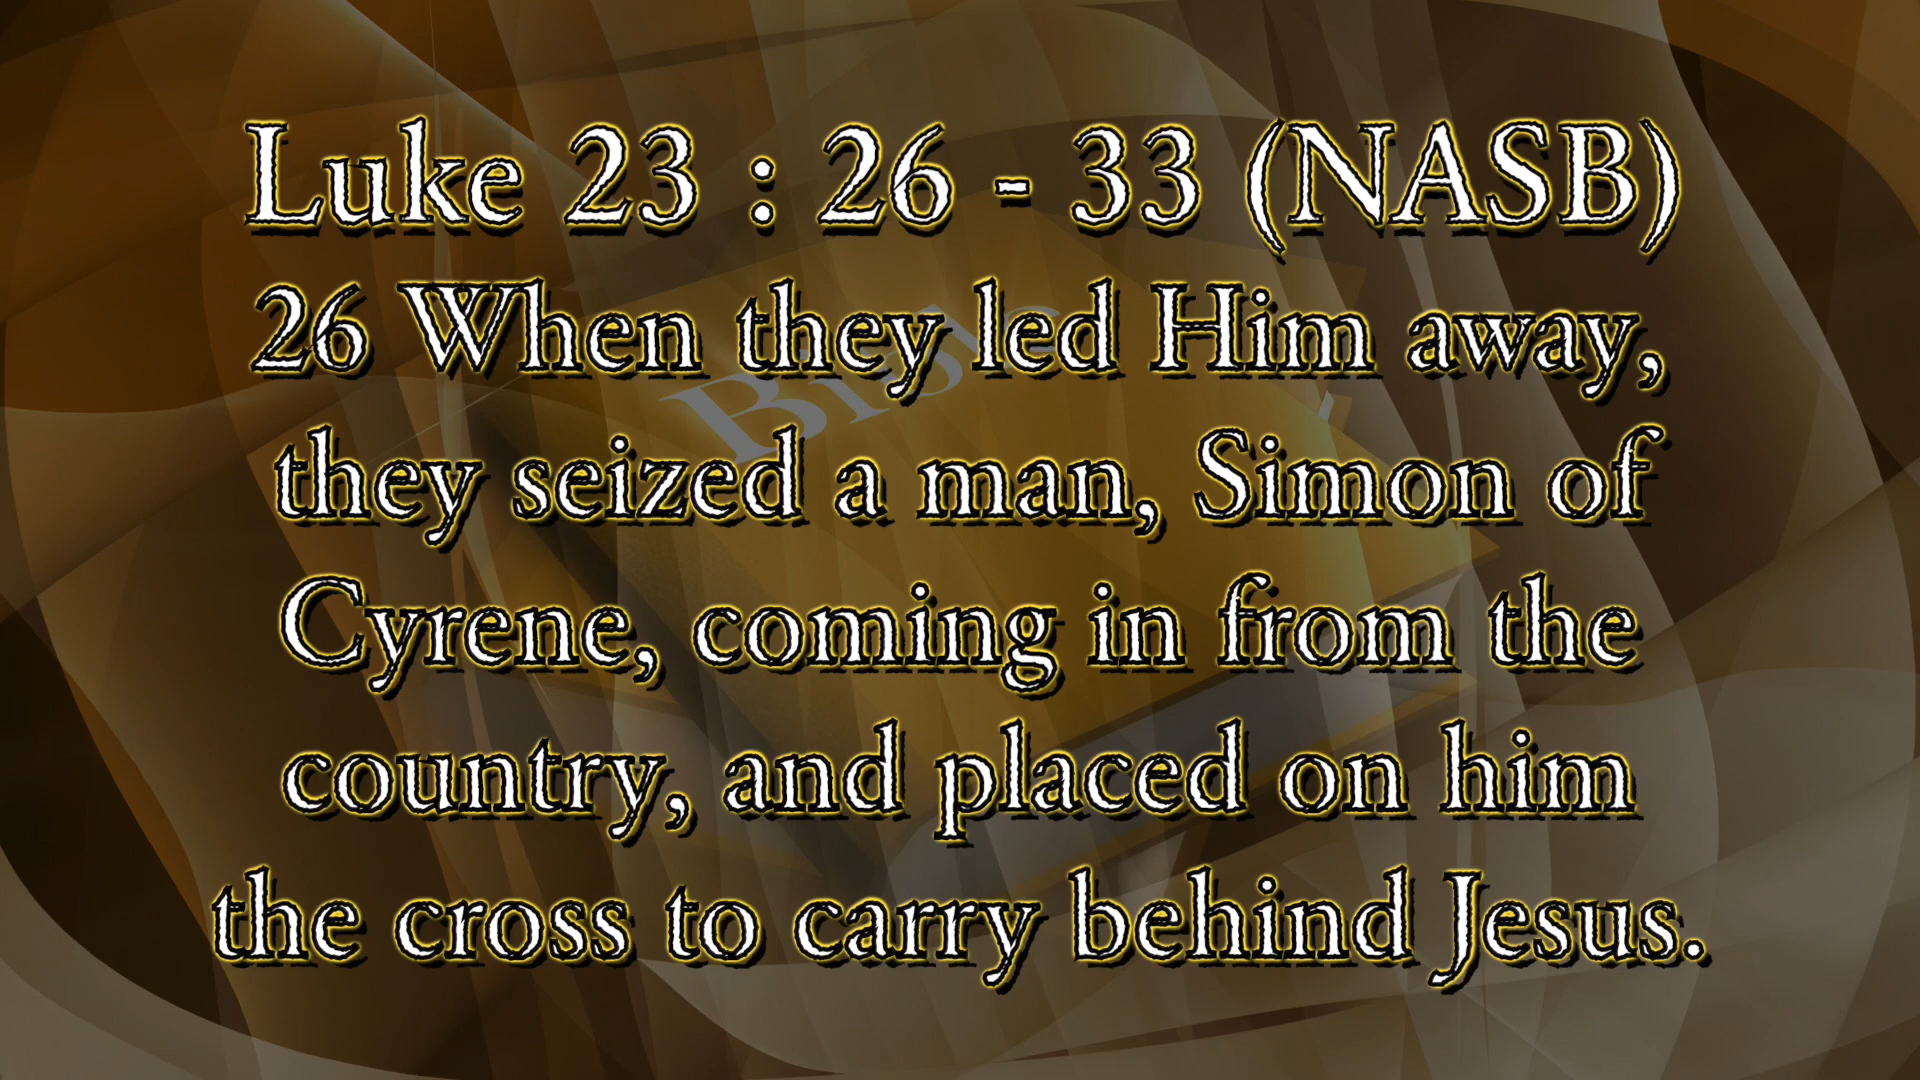 Luke 23 : 26 - 33 (NASB)
26 When they led Him away,
they seized a man, Simon of
Cyrene, coming in from the
country, and placed on him
the cross to carry behind Jesus.
Bible